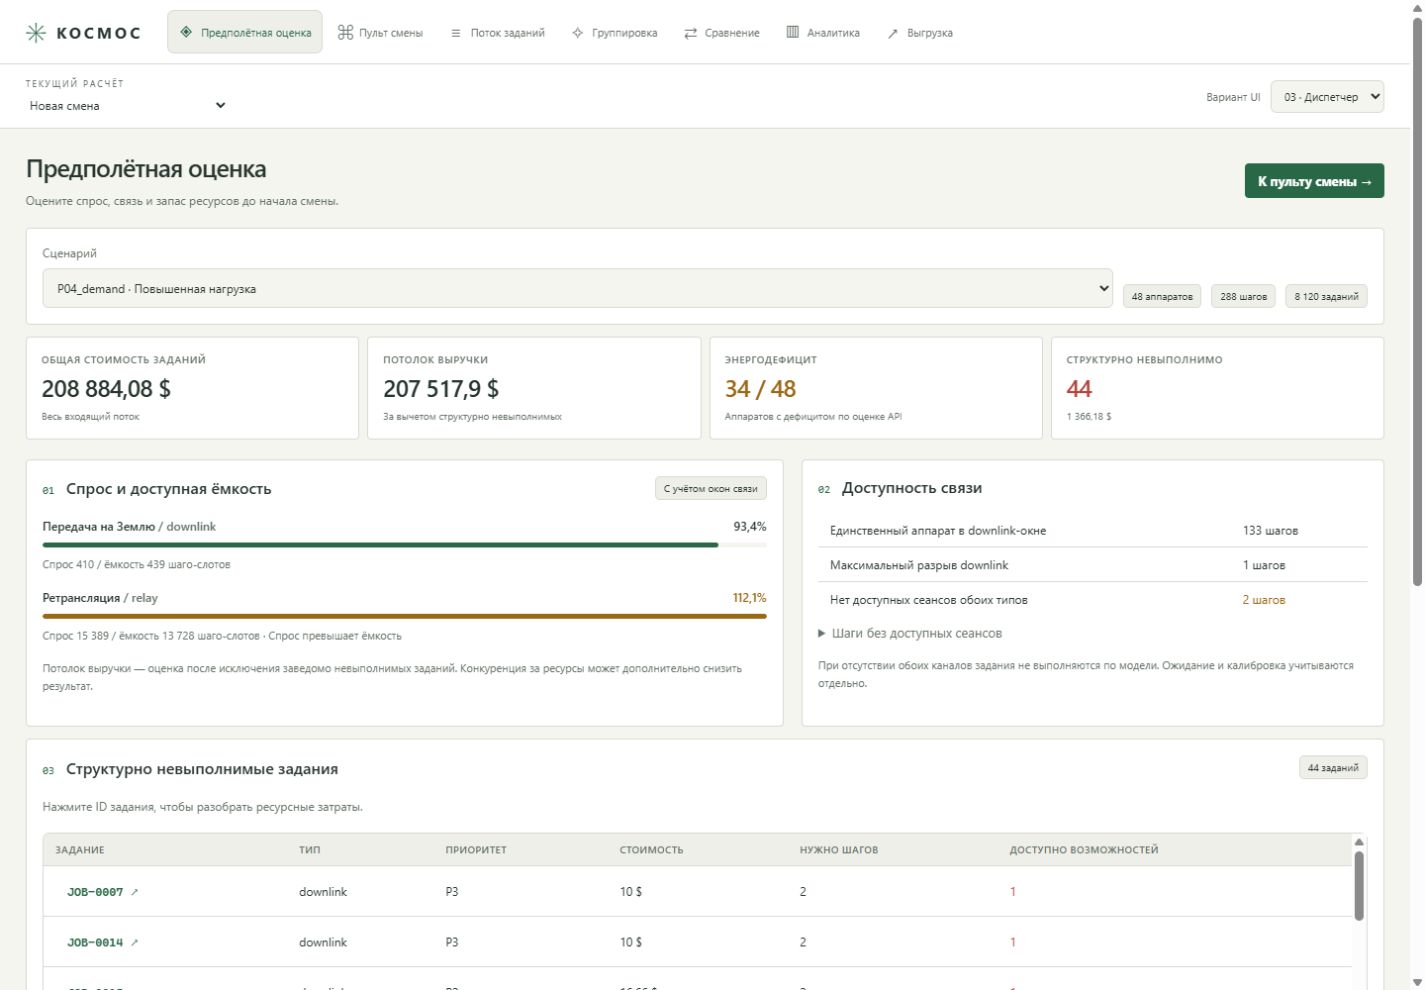 КОСМОС
Предполётная оценка
Пульт смены
Поток заданий
Группировка
Сравнение
Аналитика
Выгрузка
ТЕКУЩИЙ РАСЧЁТ
Новая смена
Вариант UI
03 · Диспетчер
Предполётная оценка
Оцените спрос, связь и запас ресурсов до начала смены.
К пульту смены →
Сценарий
P04_demand · Повышенная нагрузка
48 аппаратов
288 шагов
8 120 заданий
ОБЩАЯ СТОИМОСТЬ ЗАДАНИЙ
208 884,08 $
Весь входящий поток
ПОТОЛОК ВЫРУЧКИ
207 517,9 $
За вычетом структурно невыполнимых
ЭНЕРГОДЕФИЦИТ
34 / 48
Аппаратов с дефицитом по оценке API
СТРУКТУРНО НЕВЫПОЛНИМО
44
1 366,18 $
01 Спрос и доступная ёмкость
С учётом окон связи
Передача на Землю / downlink 93,4%
Спрос 410 / ёмкость 439 шаго-слотов
Ретрансляция / relay 112,1%
Спрос 15 389 / ёмкость 13 728 шаго-слотов · Спрос превышает ёмкость
Потолок выручки — оценка после исключения заведомо невыполнимых заданий. Конкуренция за ресурсы может дополнительно снизить
результат.
02 Доступность связи
Единственный аппарат в downlink-окне 133 шагов
Максимальный разрыв downlink 1 шагов
Нет доступных сеансов обоих типов 2 шагов
▶ Шаги без доступных сеансов
При отсутствии обоих каналов задания не выполняются по модели. Ожидание и калибровка учитываются
отдельно.
03 Структурно невыполнимые задания
44 заданий
Нажмите ID задания, чтобы разобрать ресурсные затраты.
ЗАДАНИЕ ТИП ПРИОРИТЕТ СТОИМОСТЬ НУЖНО ШАГОВ ДОСТУПНО ВОЗМОЖНОСТЕЙ
JOB-0007 ↗ downlink P3 10 $ 2 1
JOB-0014 ↗ downlink P3 10 $ 2 1